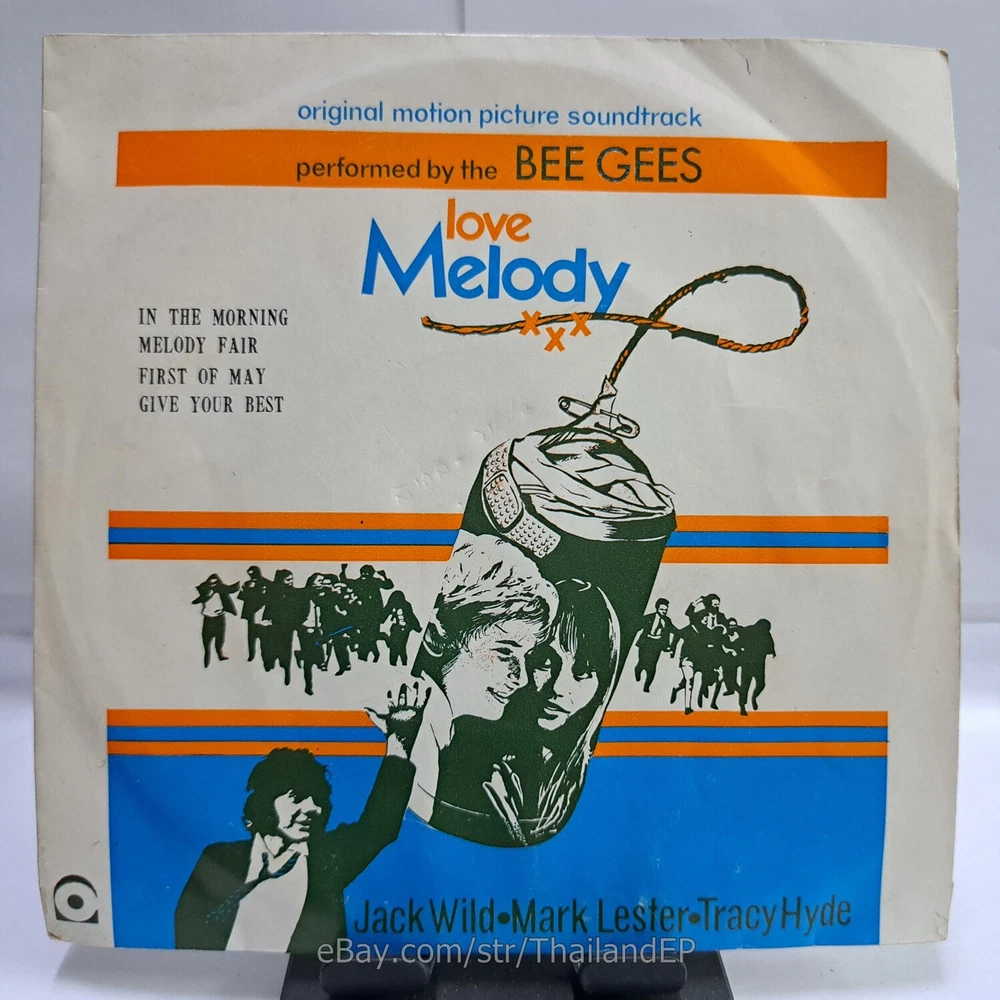 original motion picture soundtrack
performed by the BEE GEES
love
Melody
xxx
IN THE MORNING
MELODY FAIR
FIRST OF MAY
GIVE YOUR BEST
Jack Wild•Mark Lester•Tracy Hyde
eBay.com/str/ThailandEP